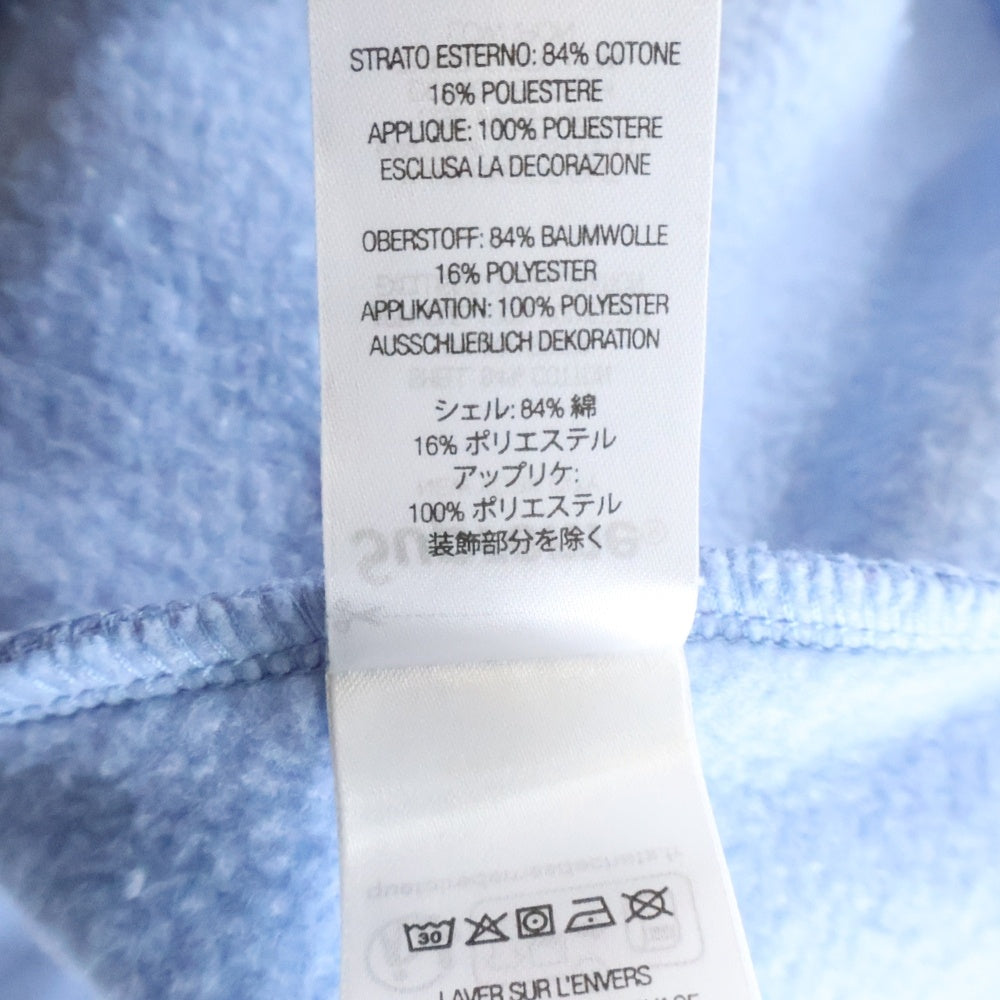 STRATO ESTERNO: 84% COTONE
16% POLIESTERE
APPLIQUE: 100% POLIESTERE
ESCLUSA LA DECORAZIONE
OBERSTOFF: 84% BAUMWOLLE
16% POLYESTER
APPLIKATION: 100% POLYESTER
AUSSCHLIEẞLICH DEKORATION
シェル: 84% 綿
16% ポリエステル
アップリケ:
100% ポリエステル
装飾部分を除く
30
LAVER SUR L'ENVERS